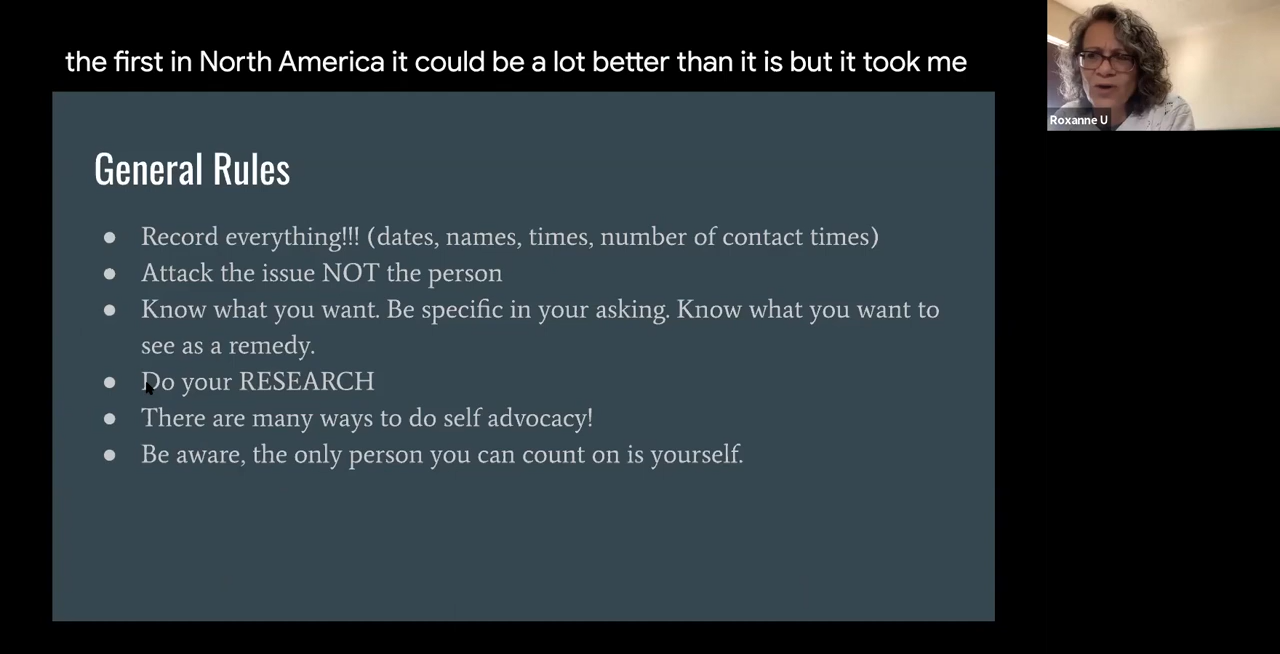 the first in North America it could be a lot better than it is but it took me
Roxanne U
General Rules
● Record everything!!! (dates, names, times, number of contact times)
● Attack the issue NOT the person
● Know what you want. Be specific in your asking. Know what you want to
see as a remedy.
● Do your RESEARCH
● There are many ways to do self advocacy!
● Be aware, the only person you can count on is yourself.